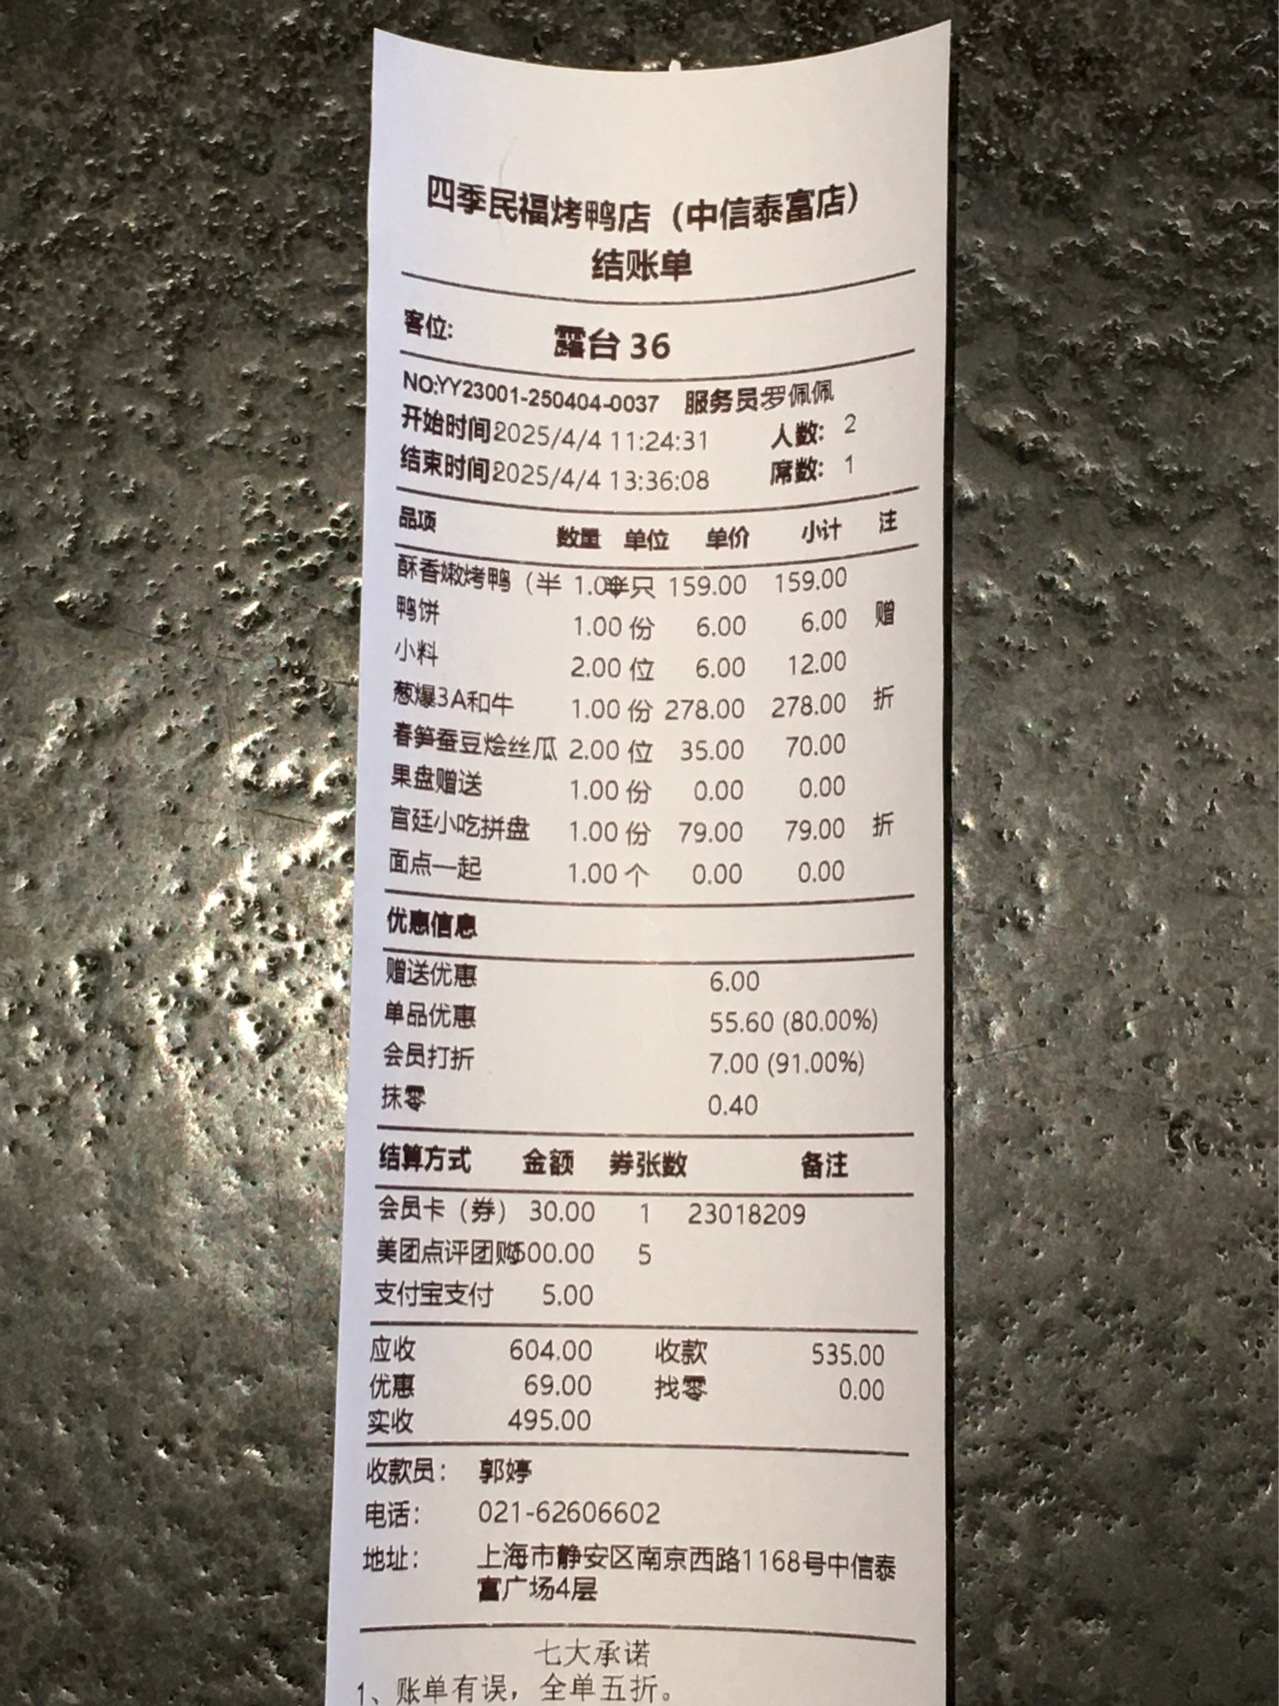 四季民福烤鸭店（中信泰富店）
结账单
客位: 露台 36
NO:YY23001-250404-0037 服务员:罗佩佩
开始时间2025/4/4 11:24:31 人数: 2
结束时间2025/4/4 13:36:08 席数: 1
品项 数量 单位 单价 小计 注
酥香嫩烤鸭（半 1.00半只 159.00 159.00
鸭饼 1.00 份 6.00 6.00 赠
小料 2.00 位 6.00 12.00
葱爆3A和牛 1.00 份 278.00 278.00 折
春笋蚕豆烩丝瓜 2.00 位 35.00 70.00
果盘赠送 1.00 份 0.00 0.00
宫廷小吃拼盘 1.00 份 79.00 79.00 折
面点一起 1.00 个 0.00 0.00
优惠信息
赠送优惠 6.00
单品优惠 55.60 (80.00%)
会员打折 7.00 (91.00%)
抹零 0.40
结算方式 金额 券张数 备注
会员卡（券） 30.00 1 23018209
美团点评团购500.00 5
支付宝支付 5.00
应收 604.00 收款 535.00
优惠 69.00 找零 0.00
实收 495.00
收款员: 郭婷
电话: 021-62606602
地址: 上海市静安区南京西路1168号中信泰
富广场4层
七大承诺
1、账单有误，全单五折。